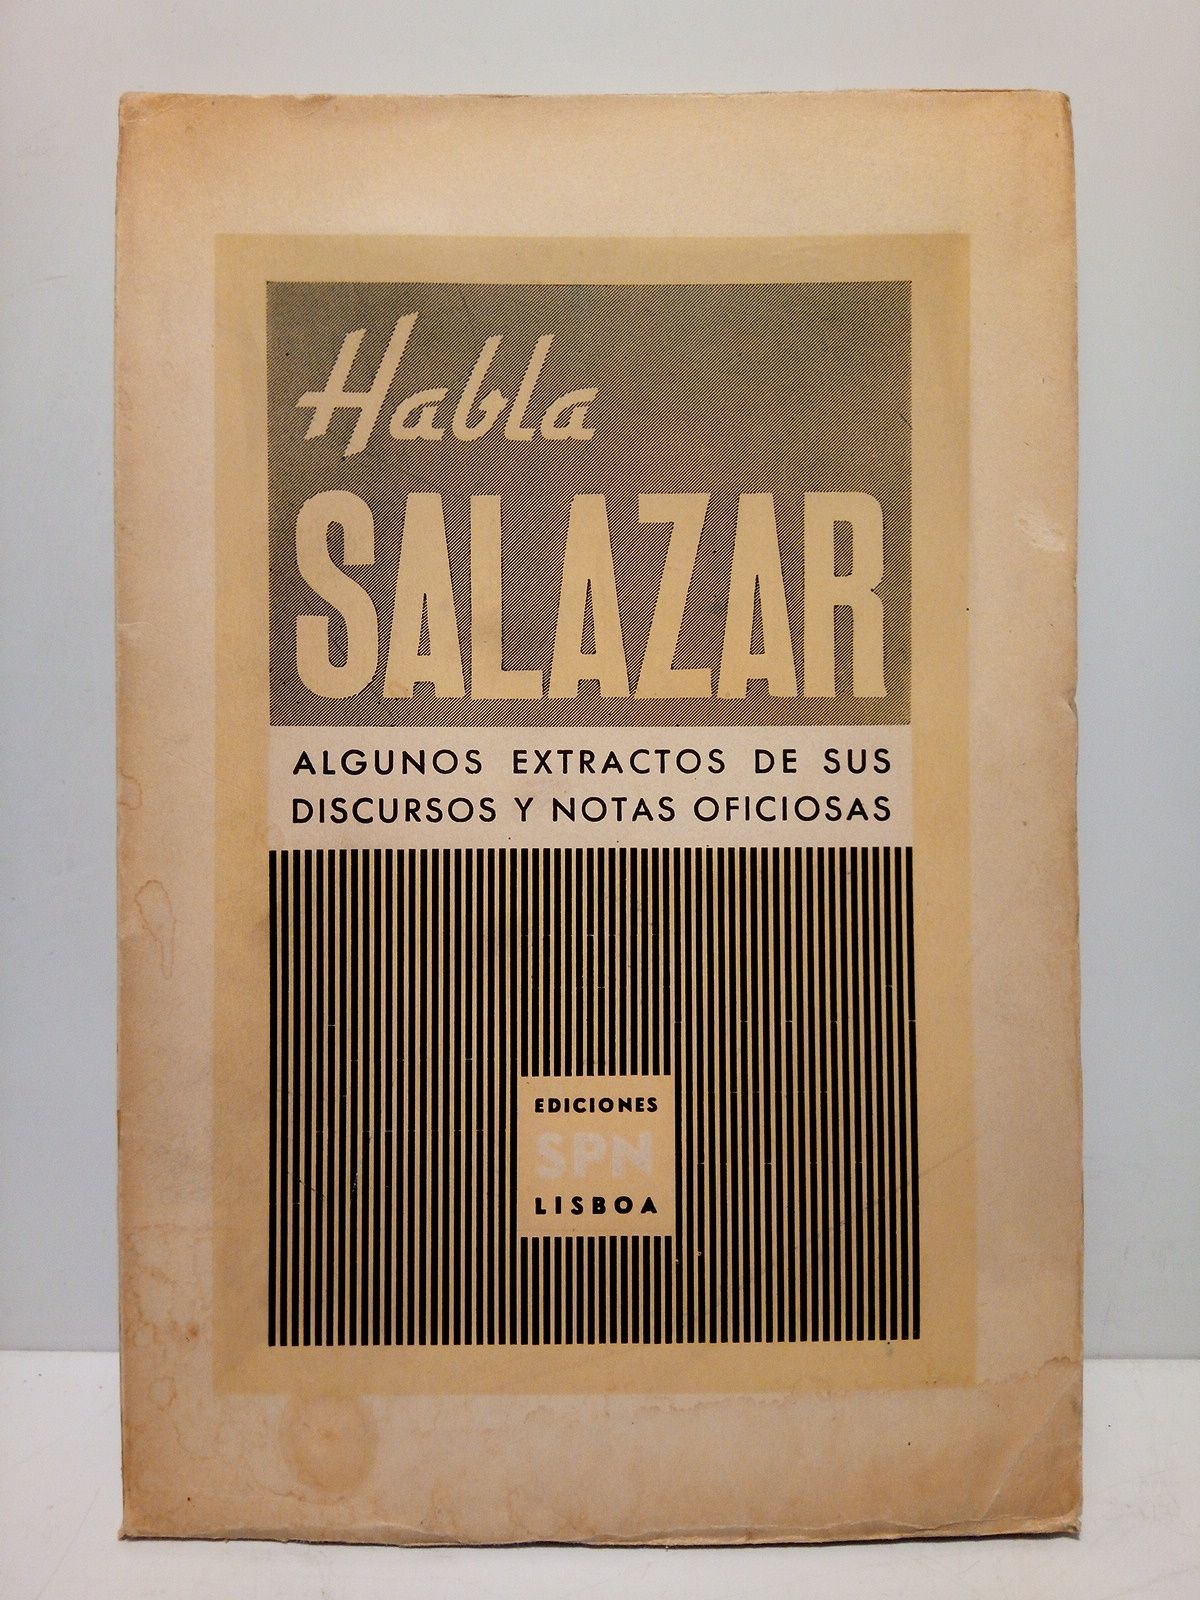 Habla
SALAZAR
ALGUNOS EXTRACTOS DE SUS
DISCURSOS Y NOTAS OFICIOSAS
EDICIONES
SPN
LISBOA